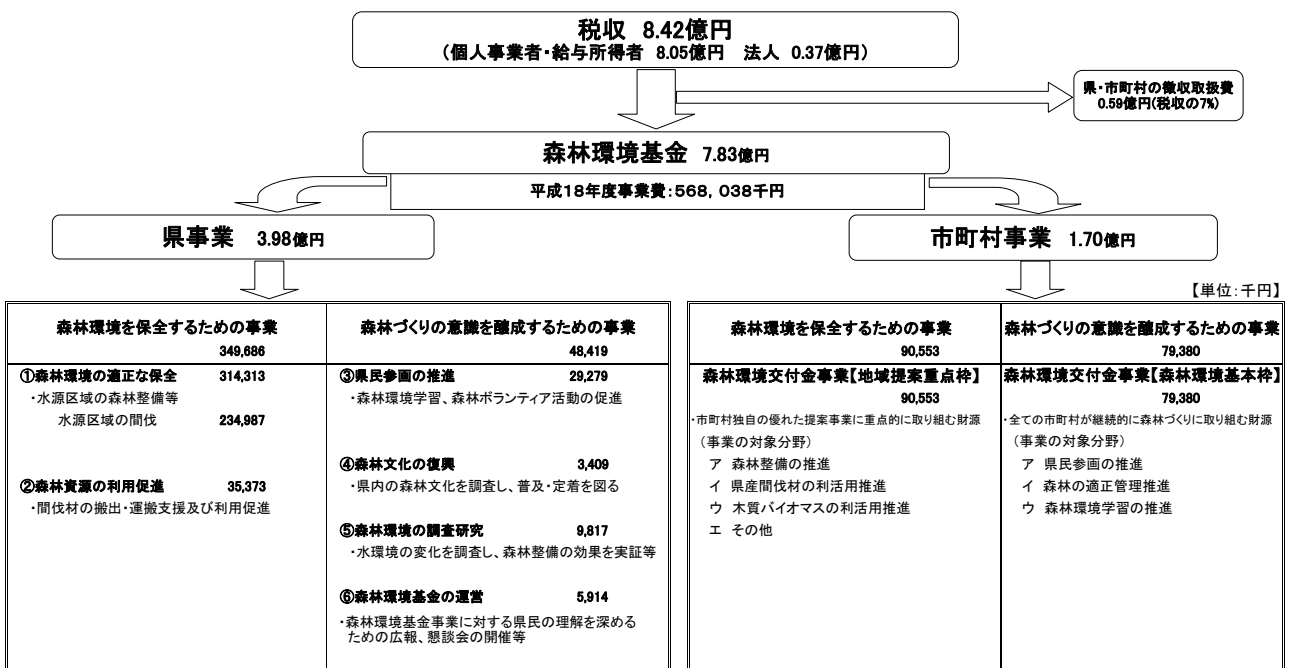 税収 8.42億円
(個人事業者・給与所得者 8.05億円 法人 0.37億円)
県・市町村の徴収取扱費
0.59億円(税収の7%)
森林環境基金 7.83億円
平成18年度事業費:568,038千円
県事業 3.98億円
市町村事業 1.70億円
【単位:千円】
森林環境を保全するための事業
349,686
①森林環境の適正な保全 314,313
・水源区域の森林整備等
水源区域の間伐 234,987
②森林資源の利用促進 35,373
・間伐材の搬出・運搬支援及び利用促進
森林づくりの意識を醸成するための事業
48,419
③県民参画の推進 29,279
・森林環境学習、森林ボランティア活動の促進
④森林文化の復興 3,409
・県内の森林文化を調査し、普及・定着を図る
⑤森林環境の調査研究 9,817
・水環境の変化を調査し、森林整備の効果を実証等
⑥森林環境基金の運営 5,914
・森林環境基金事業に対する県民の理解を深める
ための広報、懇談会の開催等
森林環境を保全するための事業
90,553
森林環境交付金事業【地域提案重点枠】
90,553
・市町村独自の優れた提案事業に重点的に取り組む財源
(事業の対象分野)
ア 森林整備の推進
イ 県産間伐材の利活用推進
ウ 木質バイオマスの利活用推進
エ その他
森林づくりの意識を醸成するための事業
79,380
森林環境交付金事業【森林環境基本枠】
79,380
・全ての市町村が継続的に森林づくりに取り組む財源
(事業の対象分野)
ア 県民参画の推進
イ 森林の適正管理推進
ウ 森林環境学習の推進